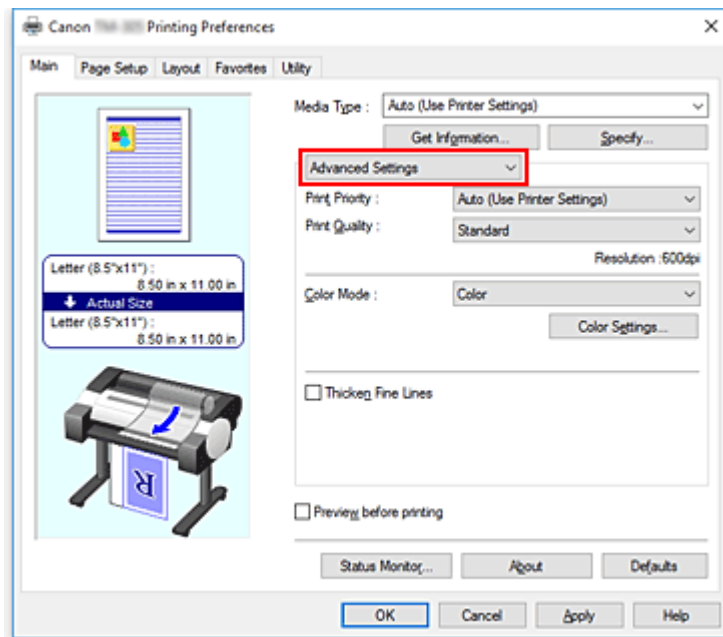 Canon Printing Preferences
Main Page Setup Layout Favorites Utility
Media Type : Auto (Use Printer Settings)
Get Information... Specify...
Advanced Settings
Print Priority : Auto (Use Printer Settings)
Print Quality : Standard
Resolution :600dpi
Letter (8.5"x11") :
8.50 in x 11.00 in
Actual Size
Letter (8.5"x11") :
8.50 in x 11.00 in
Color Mode : Color
Color Settings...
Thicken Fine Lines
R
Preview before printing
Status Monitor... About Defaults
OK Cancel Apply Help